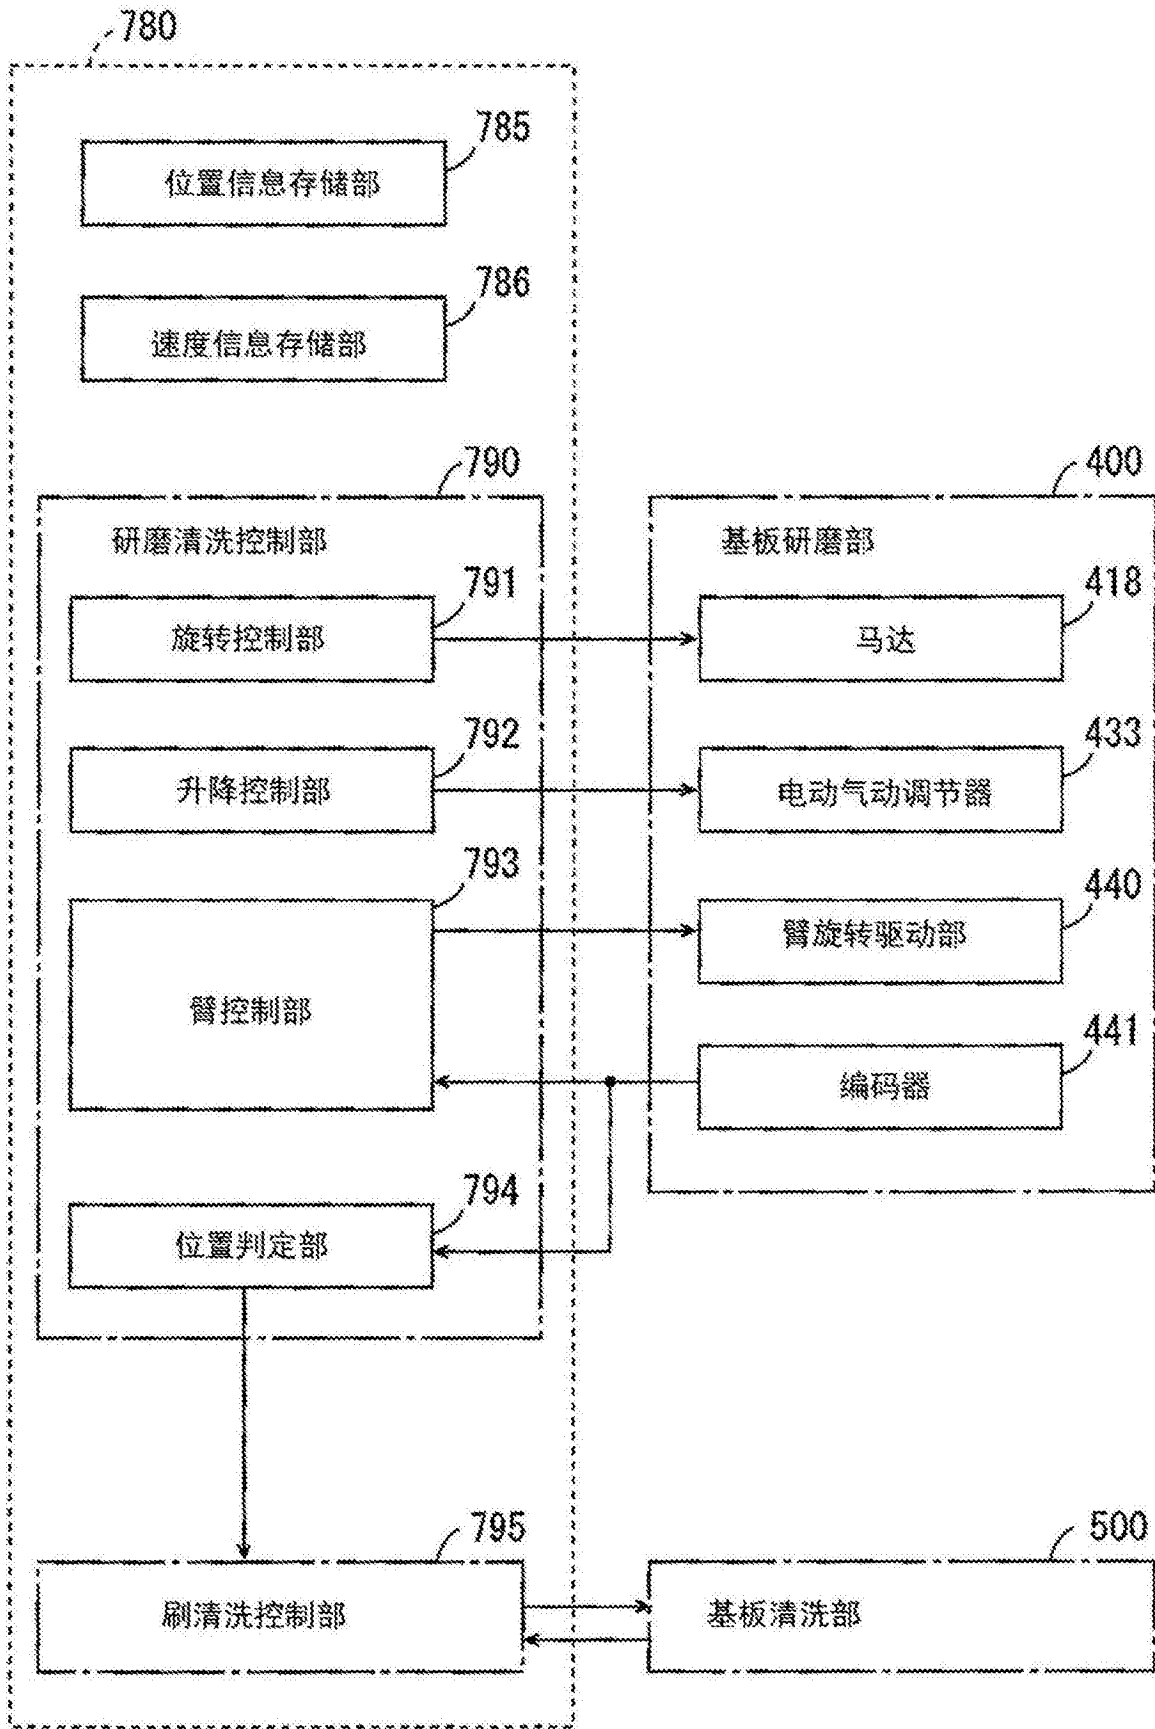 780
785
位置信息存储部
786
速度信息存储部
790
研磨清洗控制部
791
旋转控制部
792
升降控制部
793
臂控制部
794
位置判定部
795
刷清洗控制部
400
基板研磨部
418
马达
433
电动气动调节器
440
臂旋转驱动部
441
编码器
500
基板清洗部